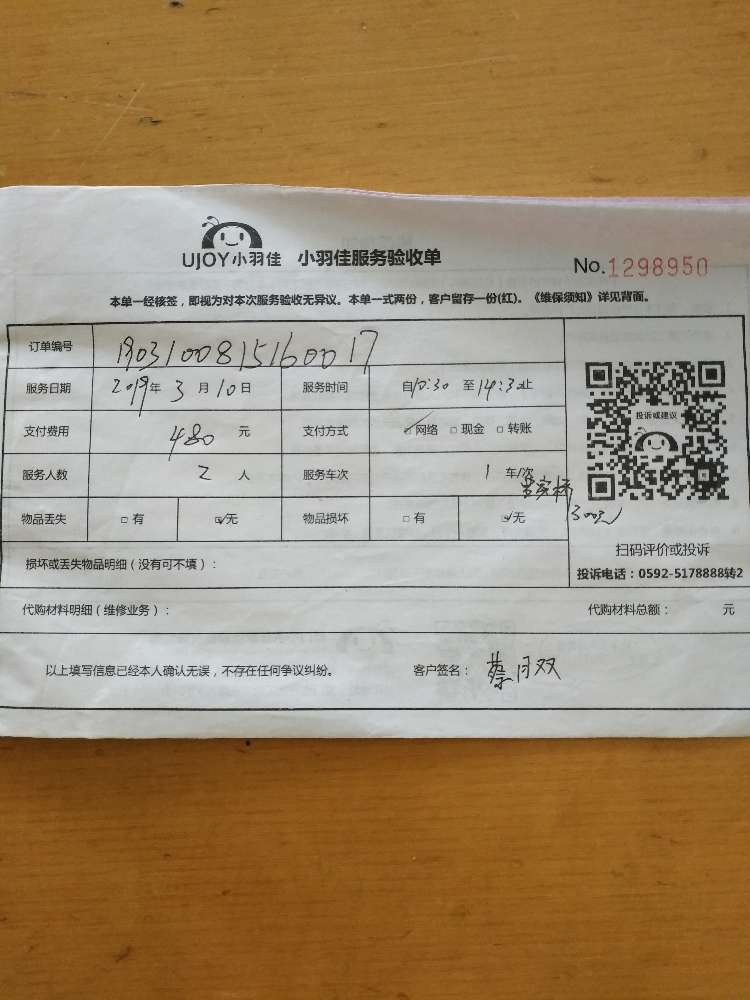 UJOY小羽佳 小羽佳服务验收单
No.1298950
本单一经核签，即视为对本次服务验收无异议。本单一式两份，客户留存一份(红)。《维保须知》详见背面。
订单编号 1903100815160017
服务日期 2019年 3月10日 服务时间 自10:30 至14:30止
支付费用 480 元 支付方式 网络 现金 转账
服务人数 2 人 服务车次 1 车/次
300元
物品丢失 有 无 物品损坏 有 无
投诉或建议
扫码评价或投诉
投诉电话：0592-5178888转2
损坏或丢失物品明细（没有可不填）：
代购材料明细（维修业务）： 代购材料总额： 元
以上填写信息已经本人确认无误，不存在任何争议纠纷。 客户签名：蔡月双